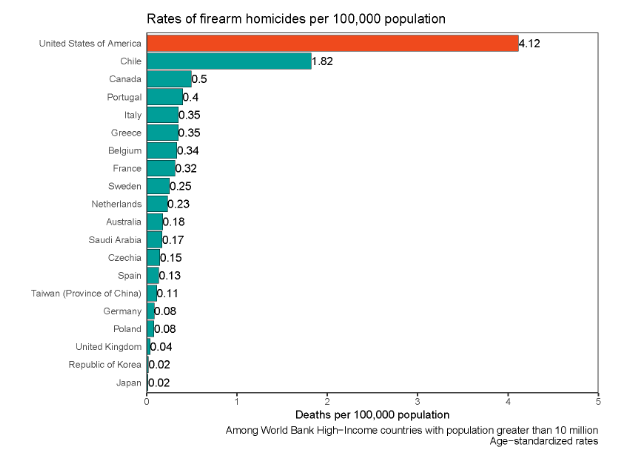 Rates of firearm homicides per 100,000 population
United States of America 4.12
Chile 1.82
Canada 0.5
Portugal 0.4
Italy 0.35
Greece 0.35
Belgium 0.34
France 0.32
Sweden 0.25
Netherlands 0.23
Australia 0.18
Saudi Arabia 0.17
Czechia 0.15
Spain 0.13
Taiwan (Province of China) 0.11
Germany 0.08
Poland 0.08
United Kingdom 0.04
Republic of Korea 0.02
Japan 0.02
0 1 2 3 4 5
Deaths per 100,000 population
Among World Bank High-Income countries with population greater than 10 million
Age-standardized rates